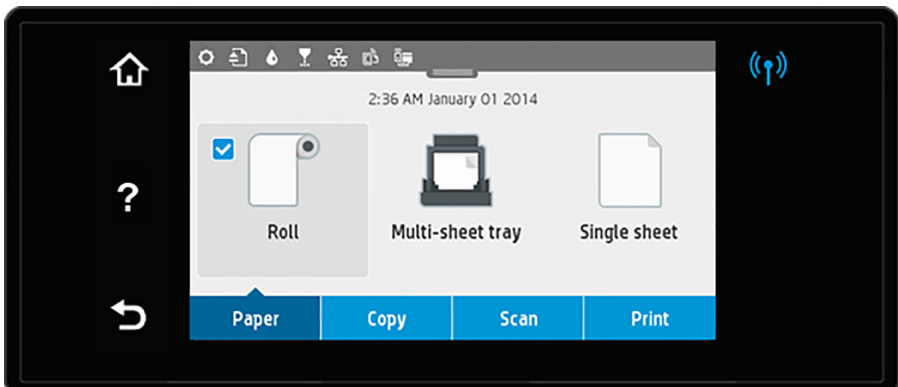 2:36 AM January 01 2014
Roll
Multi-sheet tray
Single sheet
?
Paper
Copy
Scan
Print